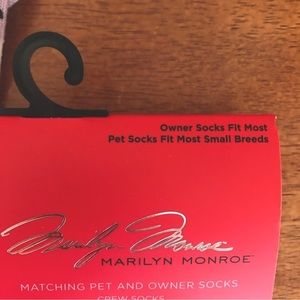 Owner Socks Fit Most
Pet Socks Fit Most Small Breeds
Marilyn Monroe
MARILYN MONROE
MATCHING PET AND OWNER SOCKS
CREW SOCKS